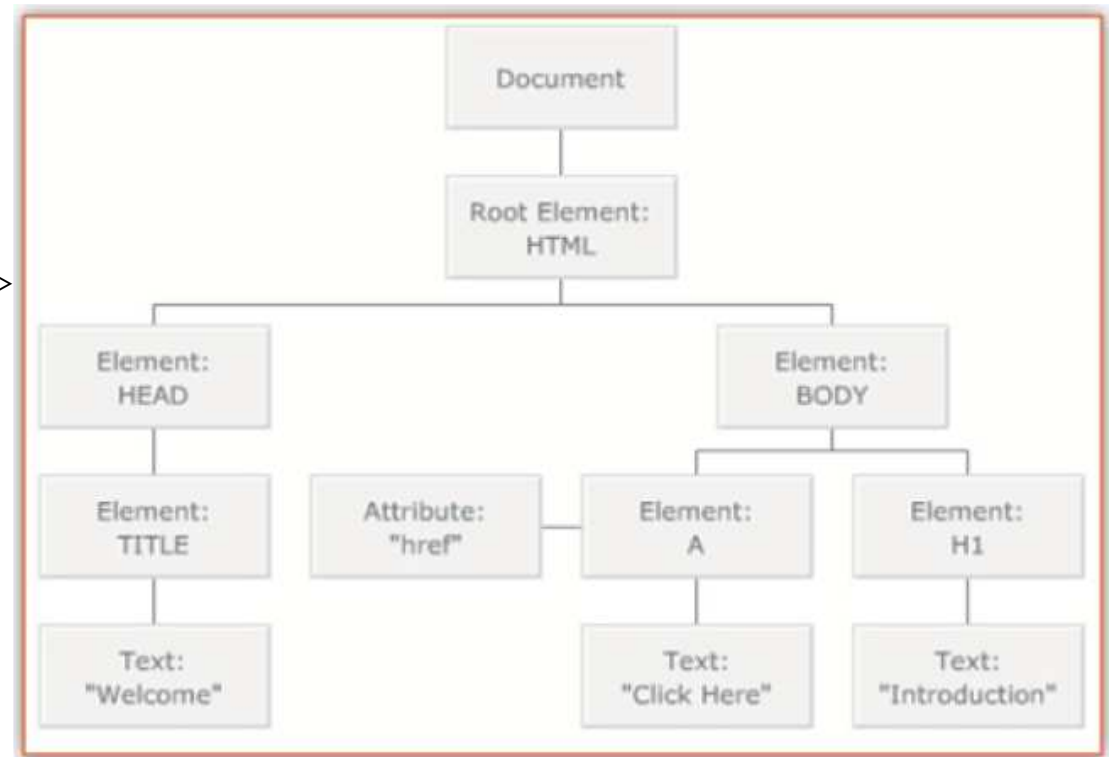 Document
Root Element:
HTML
>
Element:
HEAD
Element:
BODY
Element:
TITLE
Attribute:
"href"
Element:
A
Element:
H1
Text:
"Welcome"
Text:
"Click Here"
Text:
"Introduction"